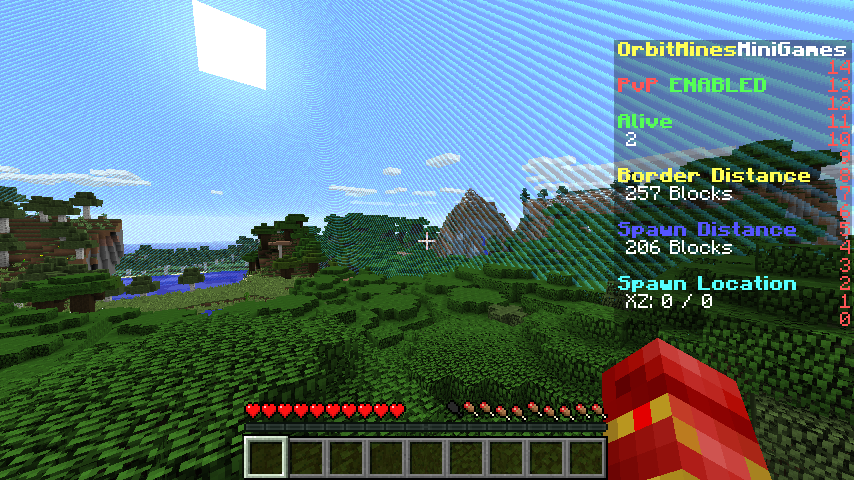 OrbitMinesMiniGames
14
PvP ENABLED 13
12
Alive 11
2 10
9
Border Distance 8
257 Blocks 7
6
Spawn Distance 5
206 Blocks 4
3
Spawn Location 2
XZ: 0 / 0 1
0